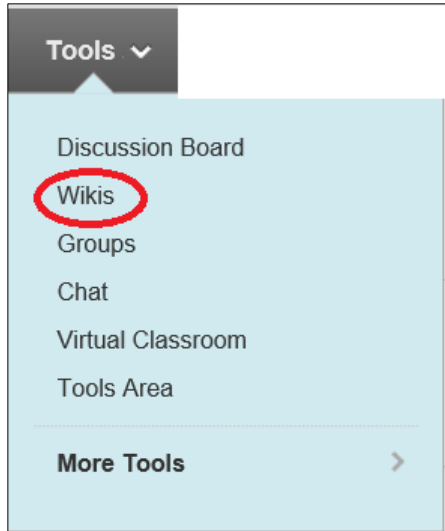 Tools
Discussion Board
Wikis
Groups
Chat
Virtual Classroom
Tools Area
More Tools